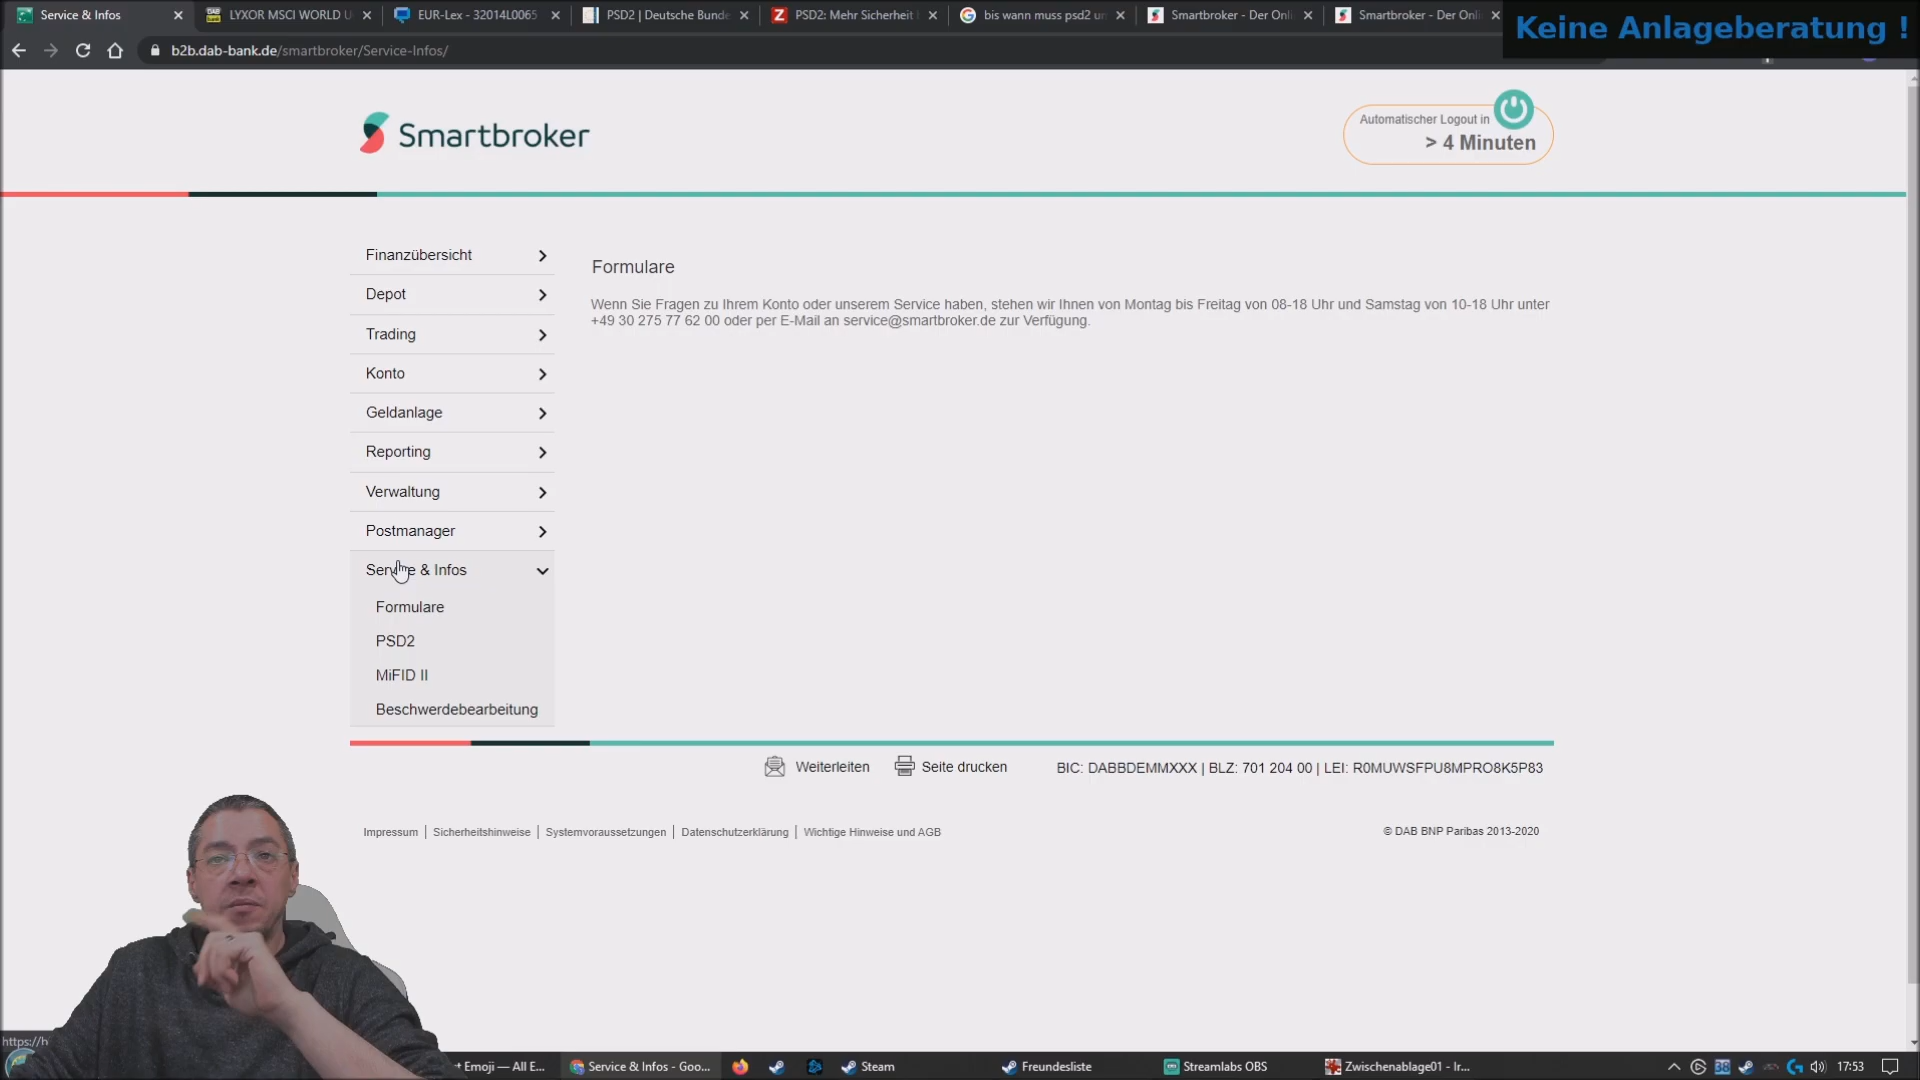 Service & Infos
LYXOR MSCI WORLD U
EUR-Lex - 32014L0065
PSD2 | Deutsche Bunde
PSD2: Mehr Sicherheit
bis wann muss psd2 um
Smartbroker - Der Onl
Smartbroker - Der Onl
Keine Anlageberatung !
b2b.dab-bank.de/smartbroker/Service-Infos/
Smartbroker
Automatischer Logout in
> 4 Minuten
Finanzübersicht
Depot
Trading
Konto
Geldanlage
Reporting
Verwaltung
Postmanager
Service & Infos
Formulare
PSD2
MiFID II
Beschwerdebearbeitung
Formulare
Wenn Sie Fragen zu Ihrem Konto oder unserem Service haben, stehen wir Ihnen von Montag bis Freitag von 08-18 Uhr und Samstag von 10-18 Uhr unter
+49 30 275 77 62 00 oder per E-Mail an service@smartbroker.de zur Verfügung.
Weiterleiten
Seite drucken
BIC: DABBDEMMXXX | BLZ: 701 204 00 | LEI: R0MUWSFPU8MPRO8K5P83
Impressum | Sicherheitshinweise | Systemvoraussetzungen | Datenschutzerklärung | Wichtige Hinweise und AGB
© DAB BNP Paribas 2013-2020
https://h
Emoji — All E...
Service & Infos - Goo...
Steam
Freundesliste
Streamlabs OBS
Zwischenablage01 - Ir...
38
17:53